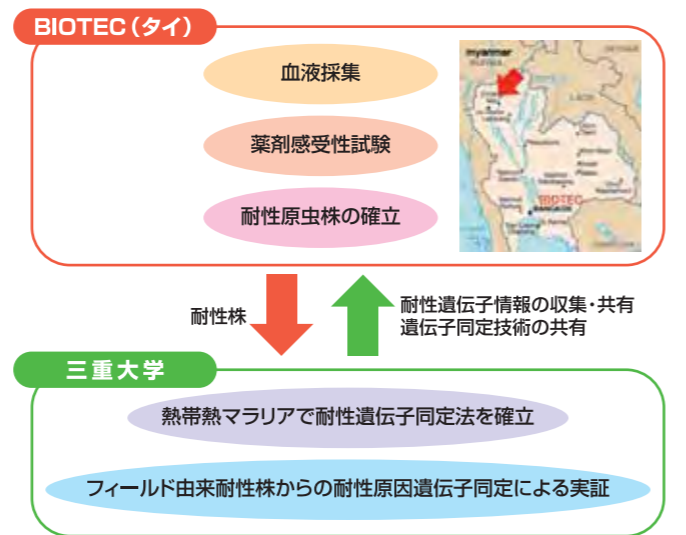 BIOTEC（タイ）
血液採集
薬剤感受性試験
耐性原虫株の確立
myanmar
LAOS
BIOTEC
BANGKOK
耐性株
耐性遺伝子情報の収集・共有
遺伝子同定技術の共有
三重大学
熱帯熱マラリアで耐性遺伝子同定法を確立
フィールド由来耐性株からの耐性原因遺伝子同定による実証